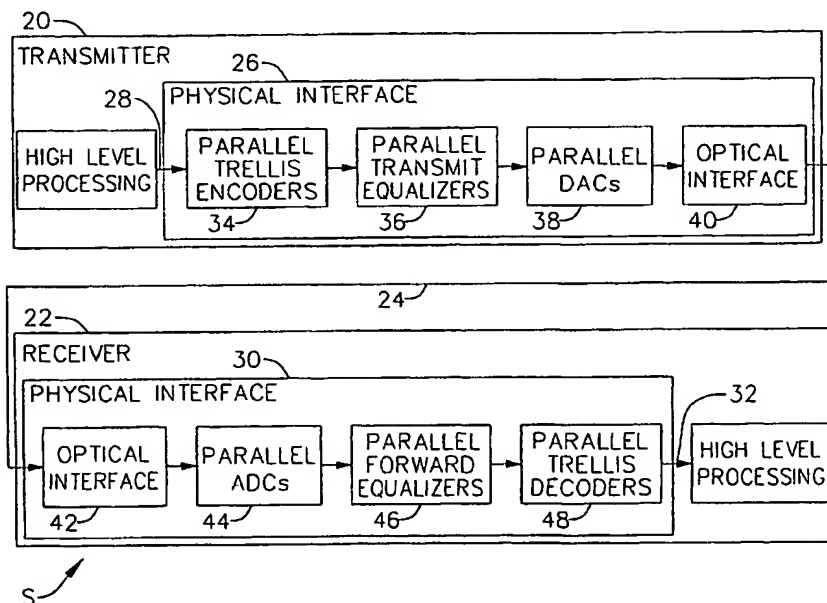 20
TRANSMITTER
26
28
PHYSICAL INTERFACE
HIGH LEVEL
PROCESSING
PARALLEL
TRELLIS
ENCODERS
34
PARALLEL
TRANSMIT
EQUALIZERS
36
PARALLEL
DACs
38
OPTICAL
INTERFACE
40
24
22
RECEIVER
30
PHYSICAL INTERFACE
32
OPTICAL
INTERFACE
42
PARALLEL
ADCs
44
PARALLEL
FORWARD
EQUALIZERS
46
PARALLEL
TRELLIS
DECODERS
48
HIGH LEVEL
PROCESSING
S